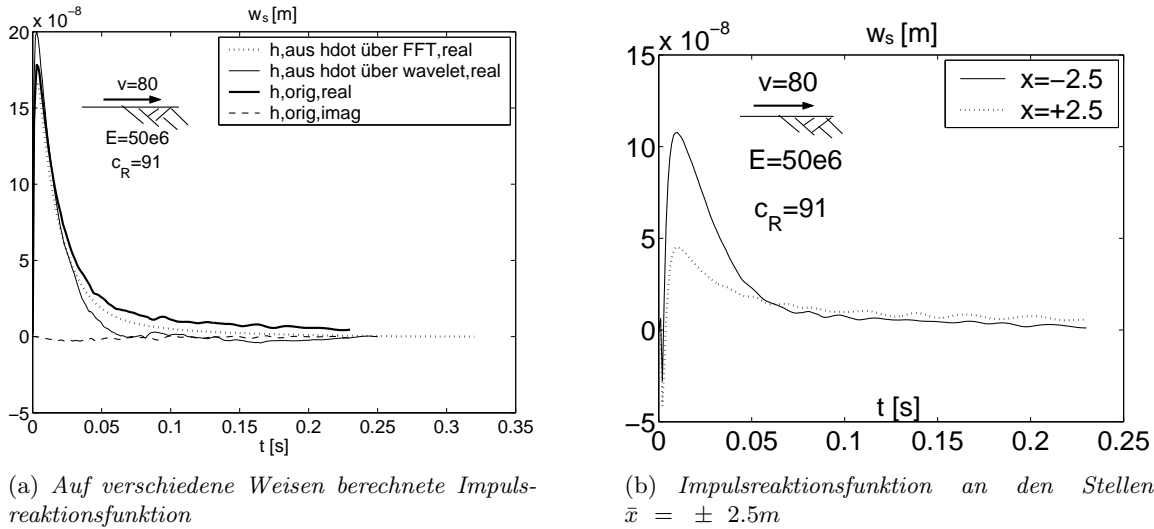 x 10⁻⁸
wₛ [m]
20
15
10
5
0
−5
h,aus hdot über FFT,real
h,aus hdot über wavelet,real
h,orig,real
h,orig,imag
v=80
E=50e6
c_R=91
0 0.05 0.1 0.15 0.2 0.25 0.3 0.35
t [s]
(a) Auf verschiedene Weisen berechnete Impuls-
reaktionsfunktion
x 10⁻⁸
wₛ [m]
15
10
5
0
−5
x=−2.5
x=+2.5
v=80
E=50e6
c_R=91
t [s]
0 0.05 0.1 0.15 0.2 0.25
(b) Impulsreaktionsfunktion an den Stellen
x̄ = ± 2.5m